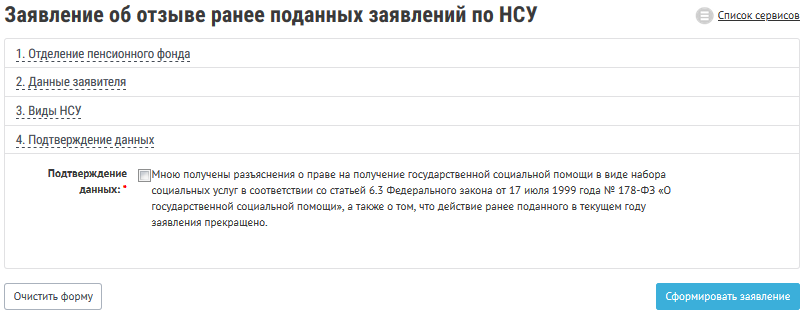 Заявление об отзыве ранее поданных заявлений по НСУ
Список сервисов
1. Отделение пенсионного фонда
2. Данные заявителя
3. Виды НСУ
4. Подтверждение данных
Подтверждение данных: *
Мною получены разъяснения о праве на получение государственной социальной помощи в виде набора
социальных услуг в соответствии со статьей 6.3 Федерального закона от 17 июля 1999 года № 178-ФЗ «О
государственной социальной помощи», а также о том, что действие ранее поданного в текущем году
заявления прекращено.
Очистить форму
Сформировать заявление